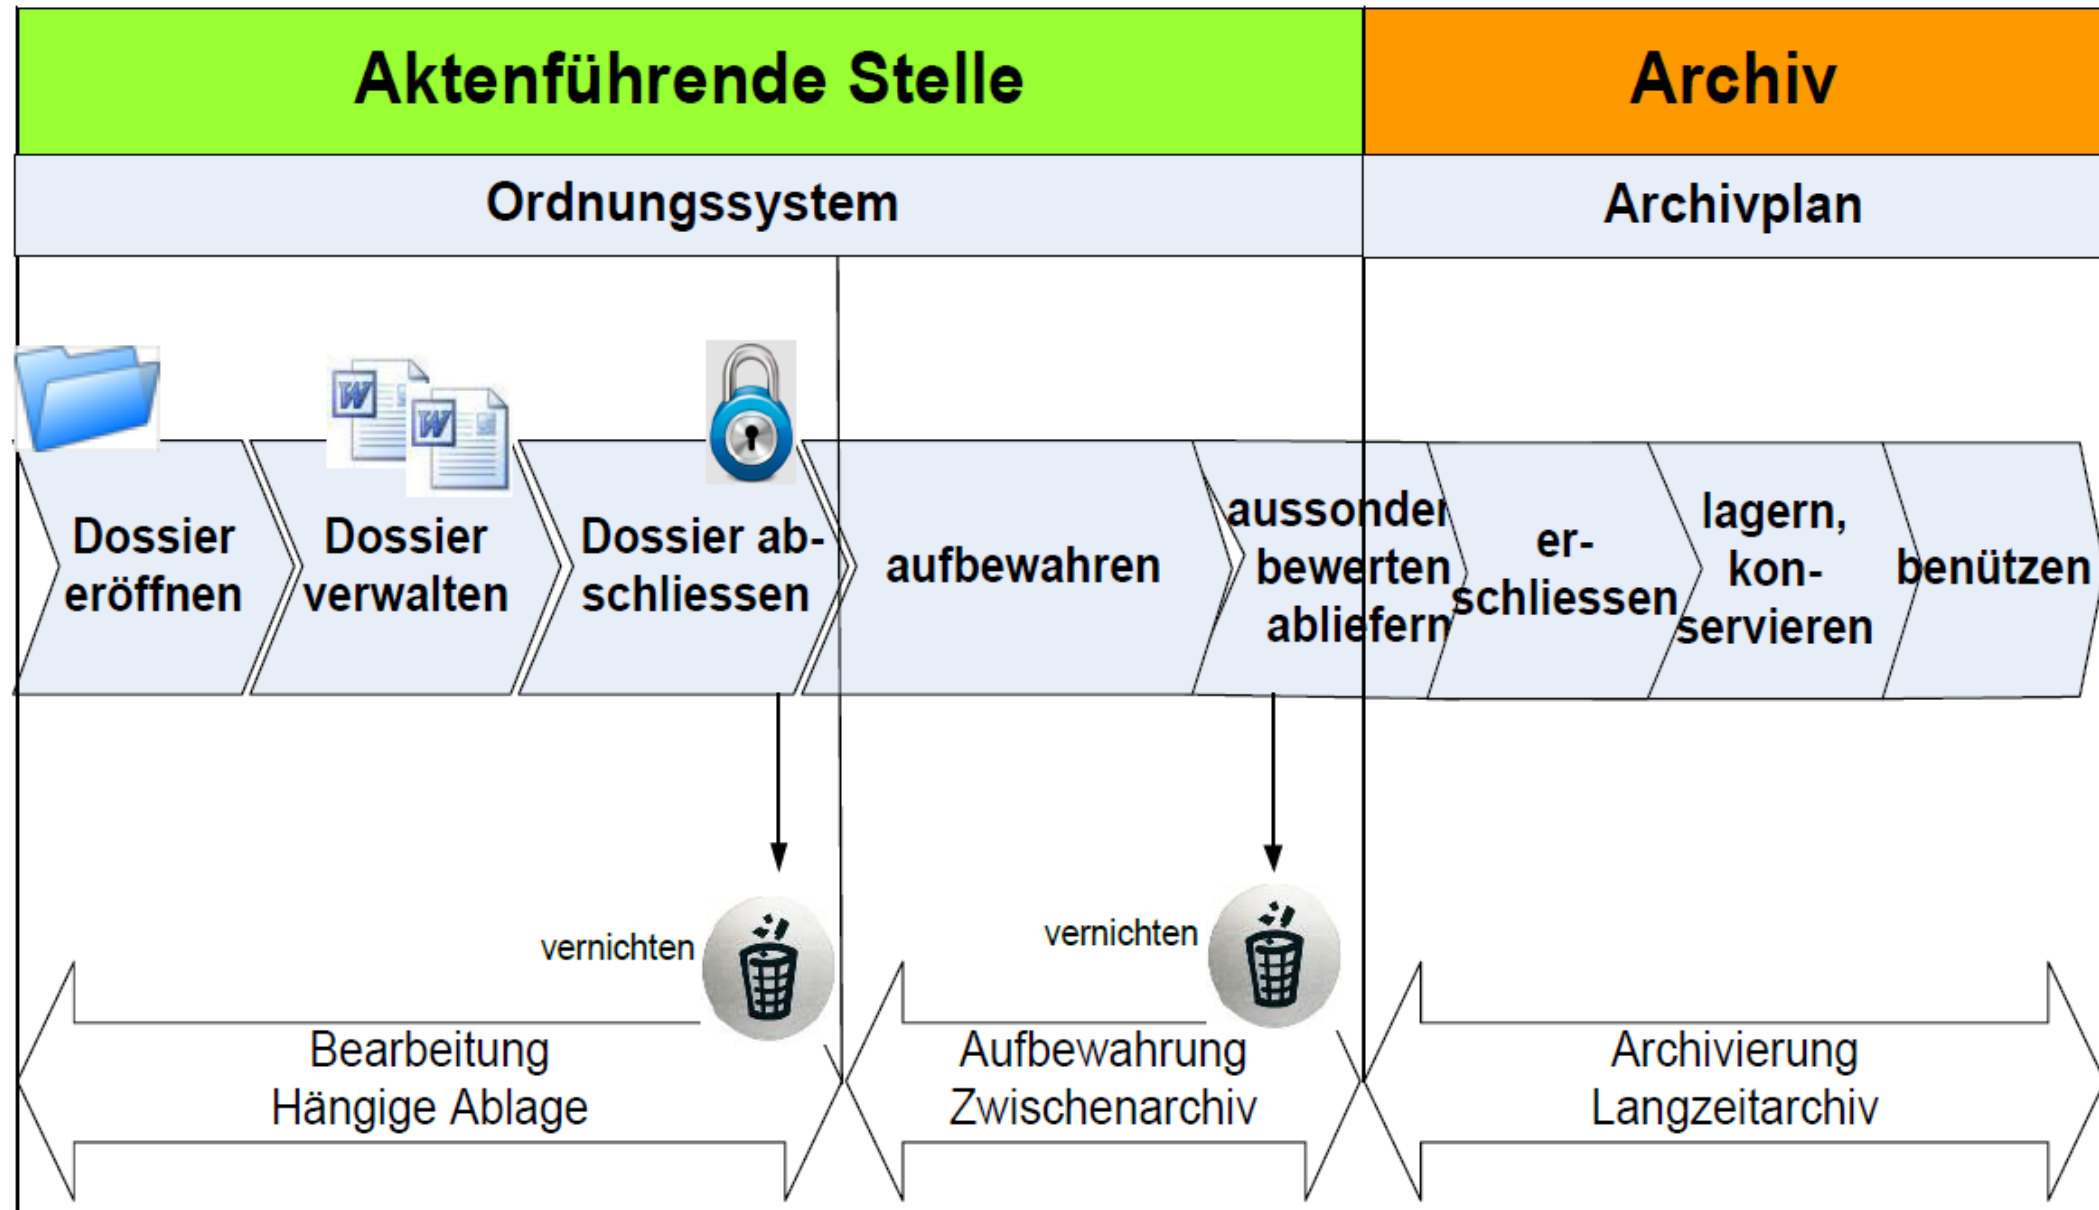 Aktenführende Stelle
Archiv
Ordnungssystem
Archivplan
Dossier
eröffnen
Dossier
verwalten
Dossier ab-
schliessen
aufbewahren
aussonder
bewerten
abliefern
er-
schliessen
lagern,
kon-
servieren
benützen
vernichten
vernichten
Bearbeitung
Hängige Ablage
Aufbewahrung
Zwischenarchiv
Archivierung
Langzeitarchiv